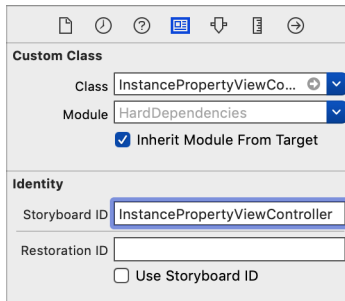 Custom Class
Class InstancePropertyViewCo...
Module HardDependencies
Inherit Module From Target
Identity
Storyboard ID InstancePropertyViewController
Restoration ID
Use Storyboard ID